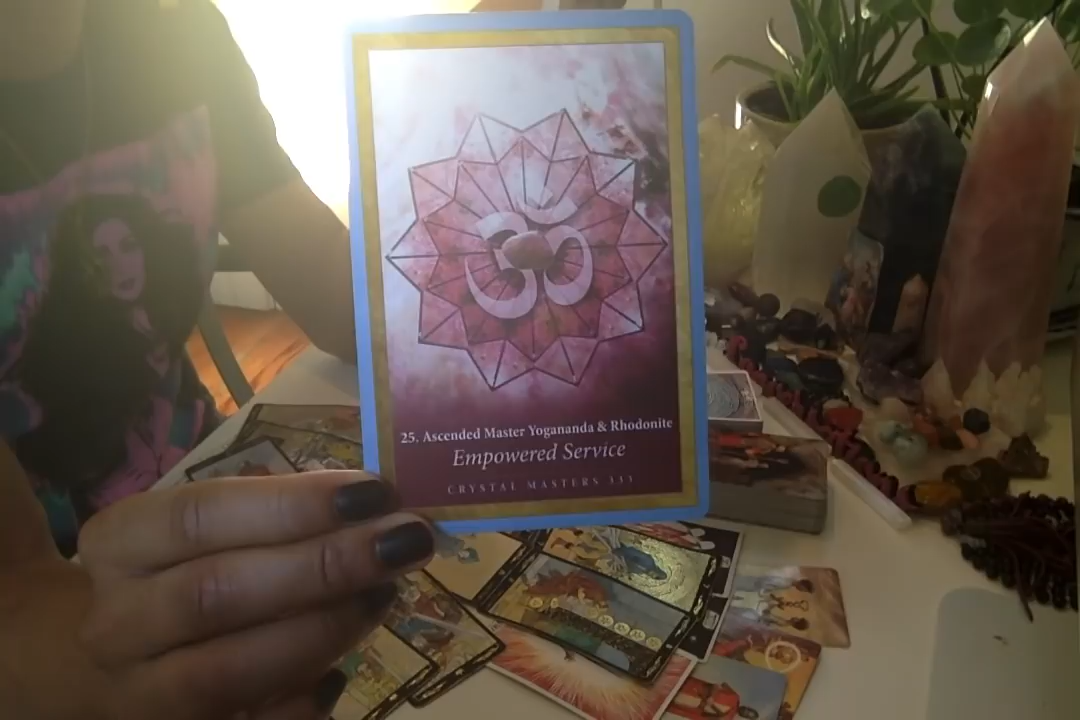 25. Ascended Master Yogananda & Rhodonite
Empowered Service
CRYSTAL MASTERS 333